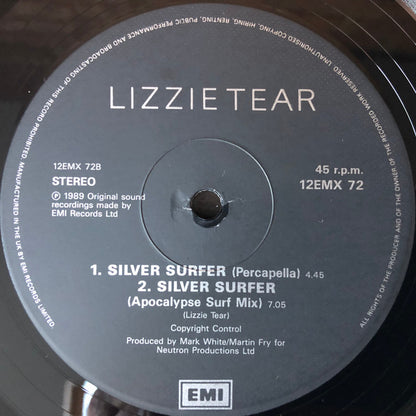 UNAUTHORISED COPYING, HIRING, RENTING, PUBLIC PERFORMANCE AND BROADCASTING OF THIS RECORD PROHIBITED. MANUFACTURED IN THE UK BY EMI RECORDS LIMITED.
ALL RIGHTS OF THE PRODUCER AND OF THE OWNER OF THE RECORDED WORK RESERVED.
LIZZIE TEAR
12EMX 72B
STEREO
℗ 1989 Original sound
recordings made by
EMI Records Ltd
45 r.p.m.
12EMX 72
1. SILVER SURFER (Percapella) 4.45
2. SILVER SURFER
(Apocalypse Surf Mix) 7.05
(Lizzie Tear)
Copyright Control
Produced by Mark White/Martin Fry for
Neutron Productions Ltd
EMI